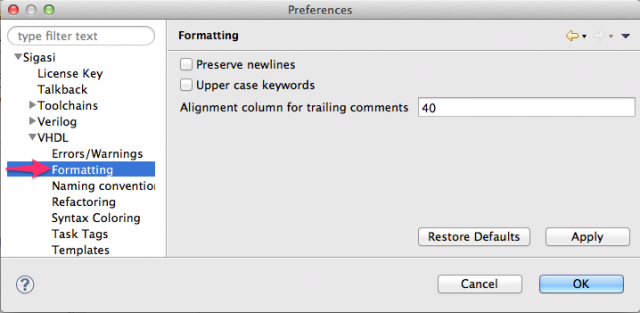 Preferences
type filter text
Formatting
Sigasi
License Key
Talkback
Toolchains
Verilog
VHDL
Errors/Warnings
Formatting
Naming convention
Refactoring
Syntax Coloring
Task Tags
Templates
Preserve newlines
Upper case keywords
Alignment column for trailing comments 40
Restore Defaults Apply
? Cancel OK